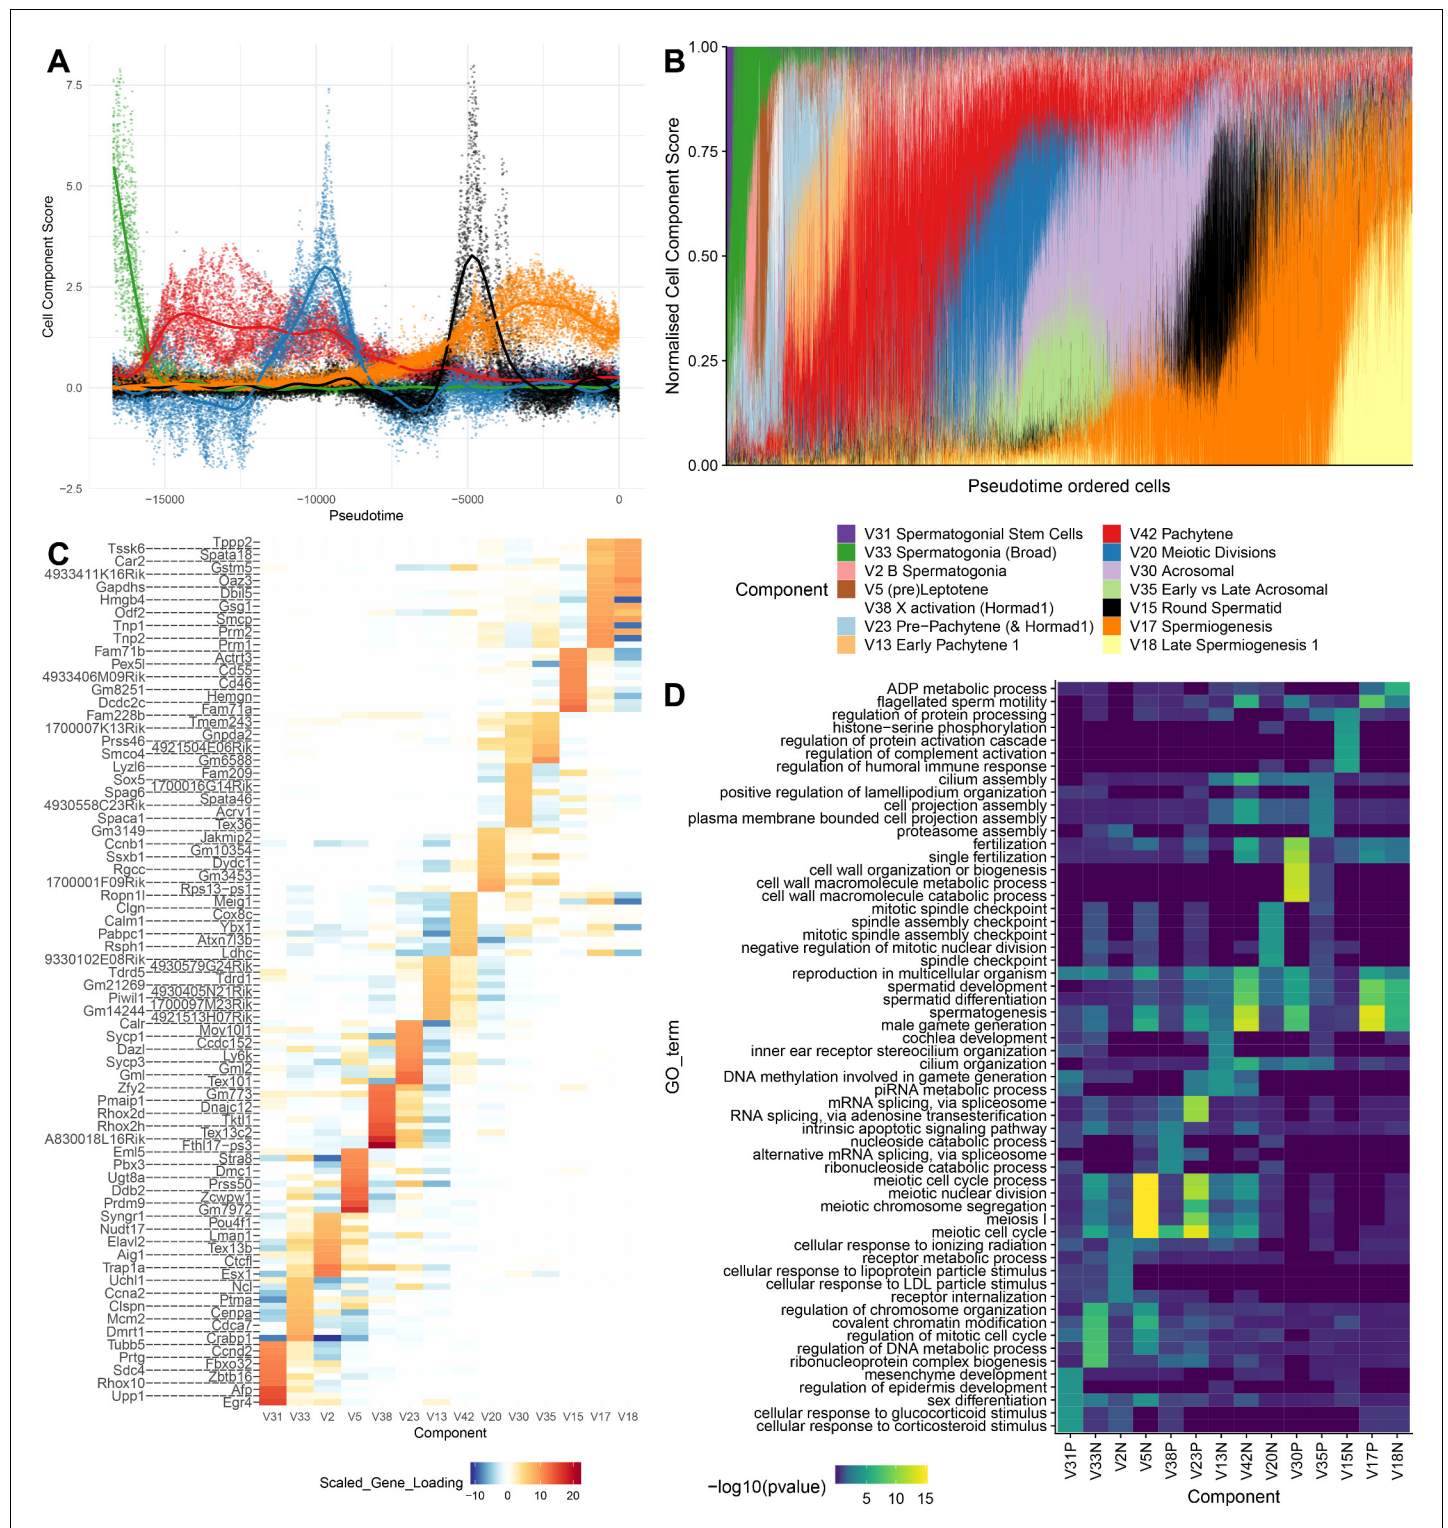 A
7.5
5.0
2.5
0.0
−2.5
Cell Component Score
−15000
−10000
−5000
0
Pseudotime
B
1.00
0.75
0.50
0.25
0.00
Normalised Cell Component Score
Pseudotime ordered cells
Component
V31 Spermatogonial Stem Cells
V33 Spermatogonia (Broad)
V2 B Spermatogonia
V5 (pre)Leptotene
V38 X activation (Hormad1)
V23 Pre−Pachytene (& Hormad1)
V13 Early Pachytene 1
V42 Pachytene
V20 Meiotic Divisions
V30 Acrosomal
V35 Early vs Late Acrosomal
V15 Round Spermatid
V17 Spermiogenesis
V18 Late Spermiogenesis 1
C
Tppp2
Tssk6
Spata18
Car2
Gstm5
4933411K16Rik
Oaz3
Gapdhs
Dbil5
Hmgb4
Gsg1
Odf2
Smcp
Tnp1
Prm2
Tnp2
Prm1
Fam71b
Actrt3
Pex5l
Cd55
4933406M09Rik
Cd46
Gm8251
Hemgn
Dcdc2c
Fam71a
Fam228b
Tmem243
1700007K13Rik
Gnpda2
Prss46
4921504E06Rik
Smco4
Gm6588
Lyzl6
Fam209
Sox5
1700016G14Rik
Spag6
Spata46
4930558C23Rik
Acrv1
Spaca1
Tex36
Gm3149
Jakmip2
Ccnb1
Gm10354
Ssxb1
Dydc1
Rgcc
Gm3453
1700001F09Rik
Rps13−ps1
Ropn1l
Meig1
Clgn
Cox8c
Calm1
Ybx1
Pabpc1
Atxn7l3b
Rsph1
Ldhc
9330102E08Rik
4930579G24Rik
Tdrd5
Tdrd1
Gm21269
4930405N21Rik
Piwil1
1700097M23Rik
Gm14244
4921513H07Rik
Calr
Mov10l1
Sycp1
Ccdc152
Dazl
Ly6k
Sycp3
Gml2
Gml
Tex101
Zfy2
Gm773
Pmaip1
Dnajc12
Rhox2d
Tktl1
Rhox2h
Tex13c2
A830018L16Rik
Fthl17−ps3
Eml5
Stra8
Pbx3
Dmc1
Ugt8a
Prss50
Ddb2
Zcwpw1
Prdm9
Gm7972
Syngr1
Pou4f1
Nudt17
Lman1
Elavl2
Tex13b
Aig1
Ctcfl
Trap1a
Esx1
Uchl1
Ncl
Ccna2
Ptma
Clspn
Cenpa
Mcm2
Cdca7
Dmrt1
Crabp1
Tubb5
Ccnd2
Prtg
Fbxo32
Sdc4
Zbtb16
Rhox10
Afp
Upp1
Egr4
V31 V33 V2 V5 V38 V23 V13 V42 V20 V30 V35 V15 V17 V18
Component
Scaled_Gene_Loading
−10 0 10 20
D
ADP metabolic process
flagellated sperm motility
regulation of protein processing
histone−serine phosphorylation
regulation of protein activation cascade
regulation of complement activation
regulation of humoral immune response
cilium assembly
positive regulation of lamellipodium organization
cell projection assembly
plasma membrane bounded cell projection assembly
proteasome assembly
fertilization
single fertilization
cell wall organization or biogenesis
cell wall macromolecule metabolic process
cell wall macromolecule catabolic process
mitotic spindle checkpoint
spindle assembly checkpoint
mitotic spindle assembly checkpoint
negative regulation of mitotic nuclear division
spindle checkpoint
reproduction in multicellular organism
spermatid development
spermatid differentiation
spermatogenesis
male gamete generation
cochlea development
inner ear receptor stereocilium organization
cilium organization
DNA methylation involved in gamete generation
piRNA metabolic process
mRNA splicing, via spliceosome
RNA splicing, via adenosine transesterification
intrinsic apoptotic signaling pathway
nucleoside catabolic process
alternative mRNA splicing, via spliceosome
ribonucleoside catabolic process
meiotic cell cycle process
meiotic nuclear division
meiotic chromosome segregation
meiosis I
meiotic cell cycle
cellular response to ionizing radiation
receptor metabolic process
cellular response to lipoprotein particle stimulus
cellular response to LDL particle stimulus
receptor internalization
regulation of chromosome organization
covalent chromatin modification
regulation of mitotic cell cycle
regulation of DNA metabolic process
ribonucleoprotein complex biogenesis
mesenchyme development
regulation of epidermis development
sex differentiation
cellular response to glucocorticoid stimulus
cellular response to corticosteroid stimulus
GO_term
V31P V33N V2N V5N V38P V23P V13N V42N V20N V30P V35P V15N V17P V18N
Component
−log10(pvalue)
5 10 15